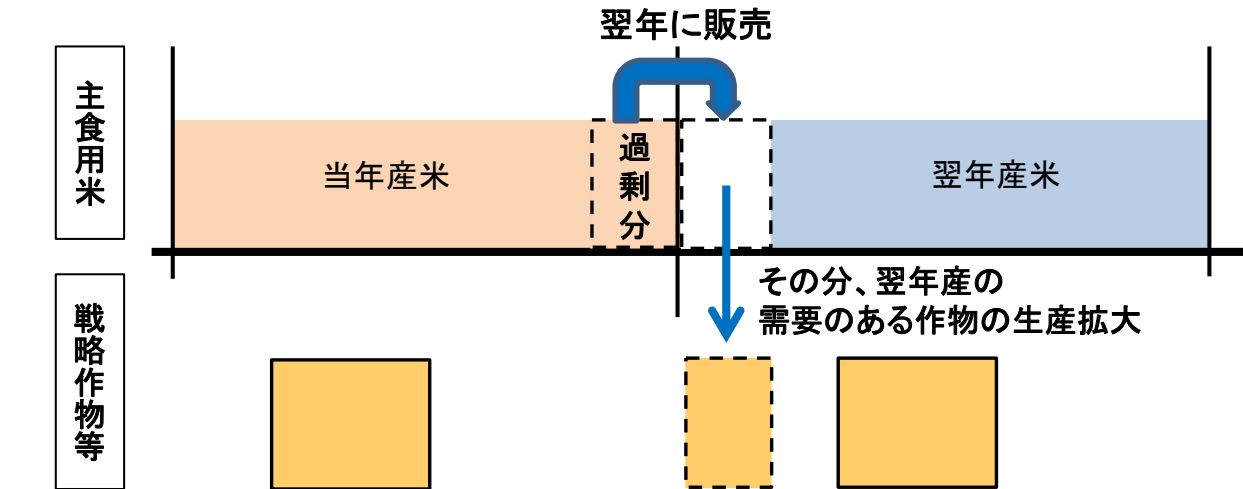 翌年に販売
主食用米
当年産米
過剰分
翌年産米
その分、翌年産の
需要のある作物の生産拡大
戦略作物等